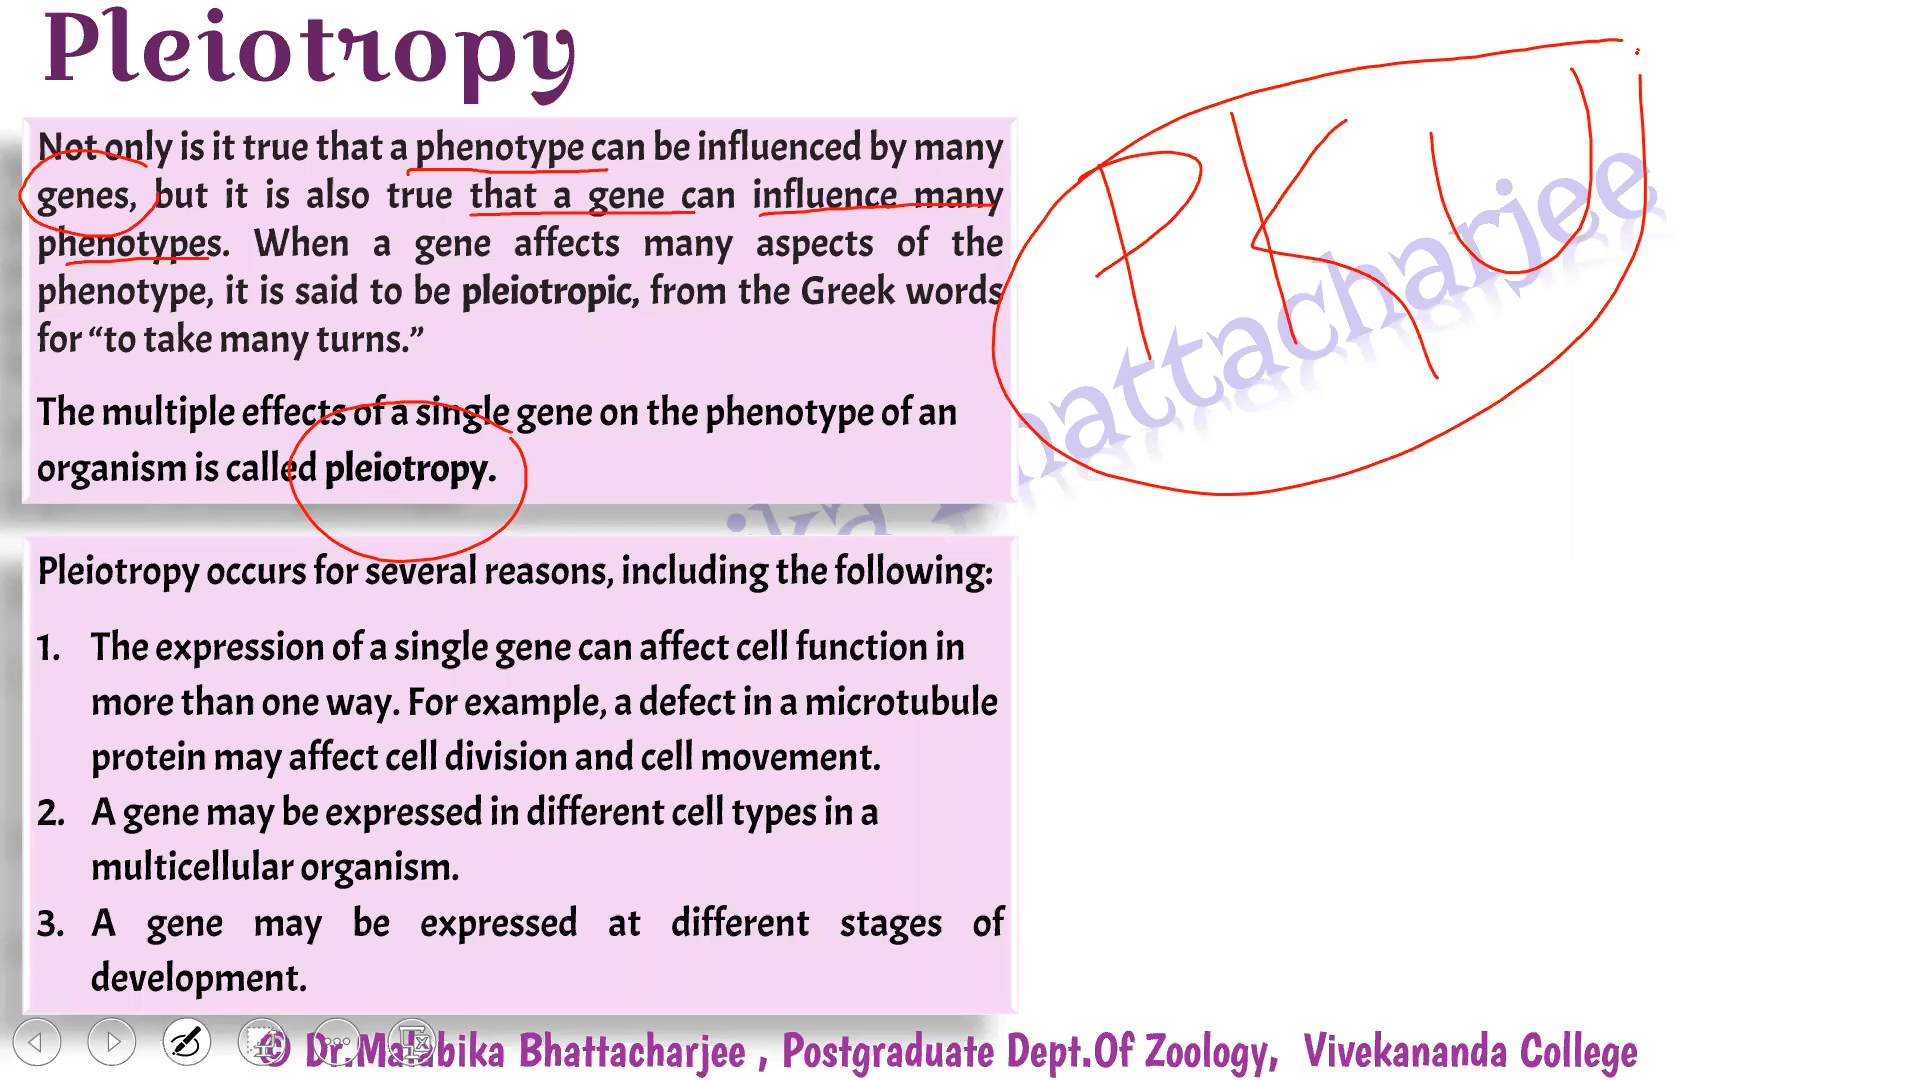 Pleiotropy
Not only is it true that a phenotype can be influenced by many
genes, but it is also true that a gene can influence many
phenotypes. When a gene affects many aspects of the
phenotype, it is said to be pleiotropic, from the Greek words
for “to take many turns.”
The multiple effects of a single gene on the phenotype of an
organism is called pleiotropy.
PKU
Bhattacharjee
Pleiotropy occurs for several reasons, including the following:
1. The expression of a single gene can affect cell function in
more than one way. For example, a defect in a microtubule
protein may affect cell division and cell movement.
2. A gene may be expressed in different cell types in a
multicellular organism.
3. A gene may be expressed at different stages of
development.
© Dr.Malabika Bhattacharjee , Postgraduate Dept.Of Zoology, Vivekananda College